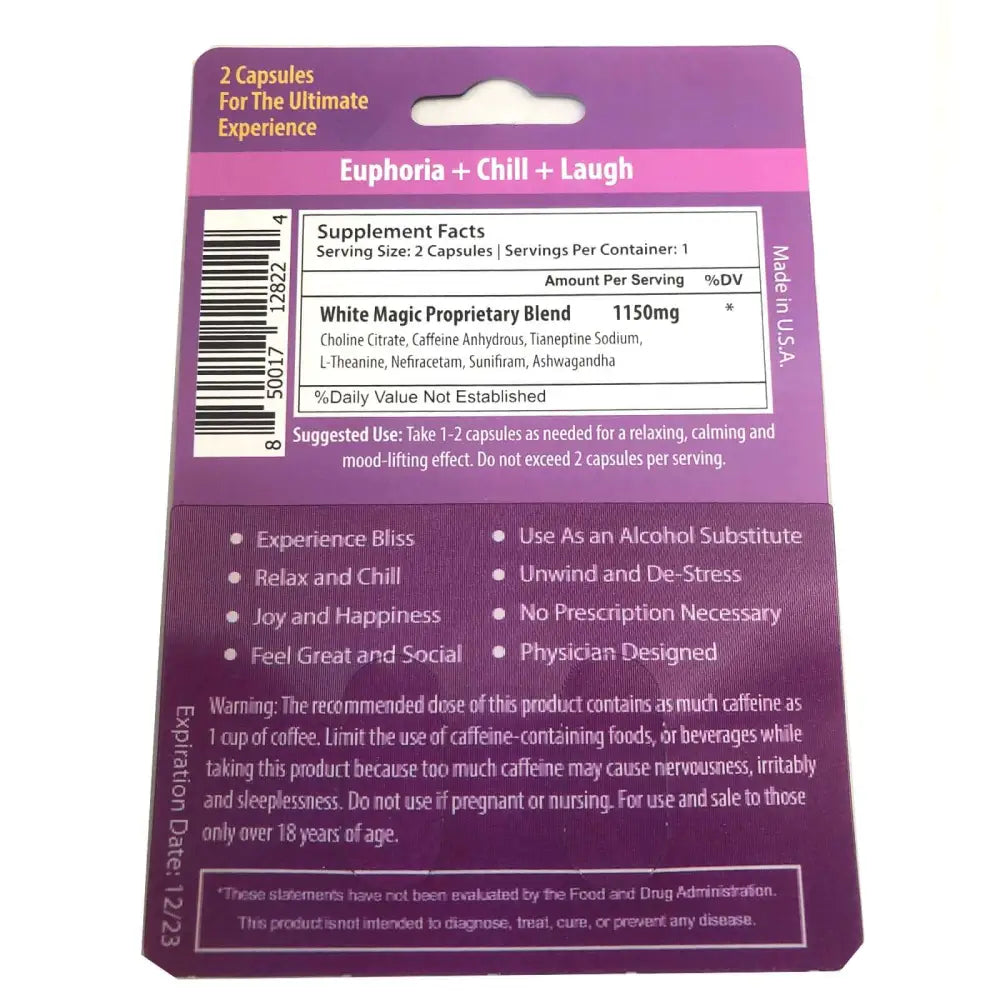 2 Capsules
For The Ultimate
Experience
Euphoria + Chill + Laugh
8 50017 12822 4
Supplement Facts
Serving Size: 2 Capsules | Servings Per Container: 1
Amount Per Serving %DV
White Magic Proprietary Blend 1150mg *
Choline Citrate, Caffeine Anhydrous, Tianeptine Sodium,
L-Theanine, Nefiracetam, Sunifiram, Ashwagandha
%Daily Value Not Established
Made in U.S.A.
Suggested Use: Take 1-2 capsules as needed for a relaxing, calming and
mood-lifting effect. Do not exceed 2 capsules per serving.
• Experience Bliss
• Relax and Chill
• Joy and Happiness
• Feel Great and Social
• Use As an Alcohol Substitute
• Unwind and De-Stress
• No Prescription Necessary
• Physician Designed
Warning: The recommended dose of this product contains as much caffeine as
1 cup of coffee. Limit the use of caffeine-containing foods, or beverages while
taking this product because too much caffeine may cause nervousness, irritably
and sleeplessness. Do not use if pregnant or nursing. For use and sale to those
only over 18 years of age.
Expiration Date: 12/23
*These statements have not been evaluated by the Food and Drug Administration.
This product is not intended to diagnose, treat, cure, or prevent any disease.